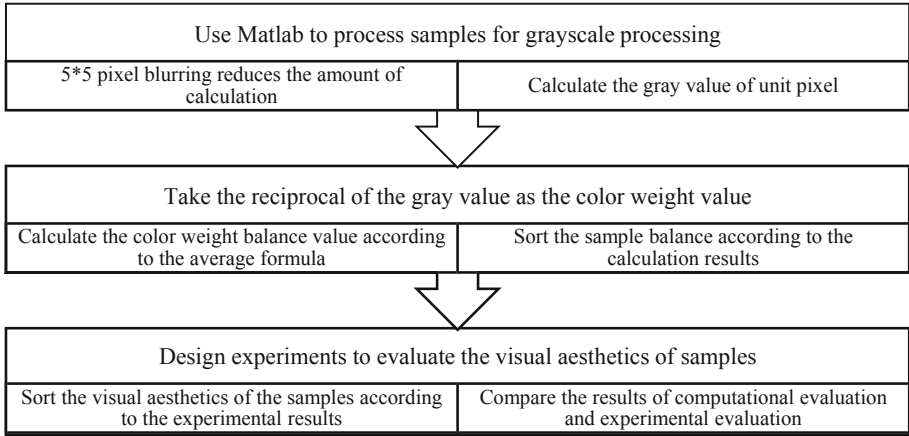 Use Matlab to process samples for grayscale processing
5*5 pixel blurring reduces the amount of
calculation
Calculate the gray value of unit pixel
Take the reciprocal of the gray value as the color weight value
Calculate the color weight balance value according
to the average formula
Sort the sample balance according to the
calculation results
Design experiments to evaluate the visual aesthetics of samples
Sort the visual aesthetics of the samples according
to the experimental results
Compare the results of computational evaluation
and experimental evaluation